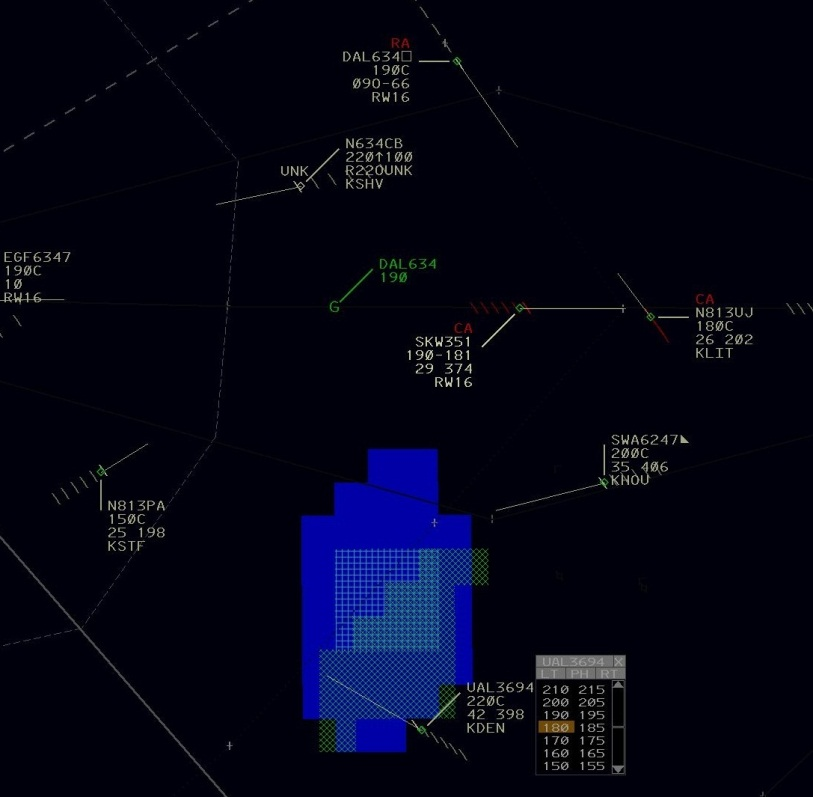 RA
DAL634□
190C
090-66
RW16
N634CB
220↑100
R220UNK
KSHV
UNK
EGF6347
190C
10
RW16
DAL634
190
G
CA
SKW351
190-181
29 374
RW16
CA
N813UJ
180C
26 202
KLIT
SWA6247◣
200C
35 406
KHOU
N813PA
150C
25 198
KSTF
UAL3694
220C
42 398
KDEN
UAL3694 X
LT PH RT
210 215
200 205
190 195
180 185
170 175
160 165
150 155